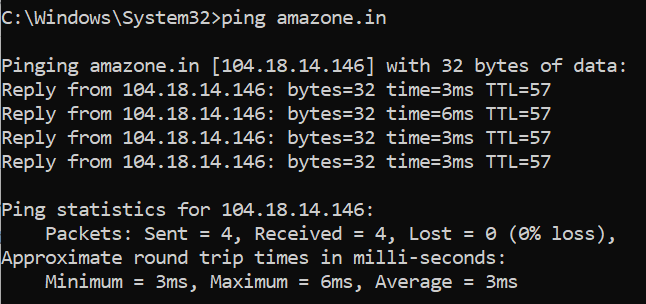 C:\Windows\System32>ping amazone.in
Pinging amazone.in [104.18.14.146] with 32 bytes of data:
Reply from 104.18.14.146: bytes=32 time=3ms TTL=57
Reply from 104.18.14.146: bytes=32 time=6ms TTL=57
Reply from 104.18.14.146: bytes=32 time=3ms TTL=57
Reply from 104.18.14.146: bytes=32 time=3ms TTL=57
Ping statistics for 104.18.14.146:
    Packets: Sent = 4, Received = 4, Lost = 0 (0% loss),
Approximate round trip times in milli-seconds:
    Minimum = 3ms, Maximum = 6ms, Average = 3ms